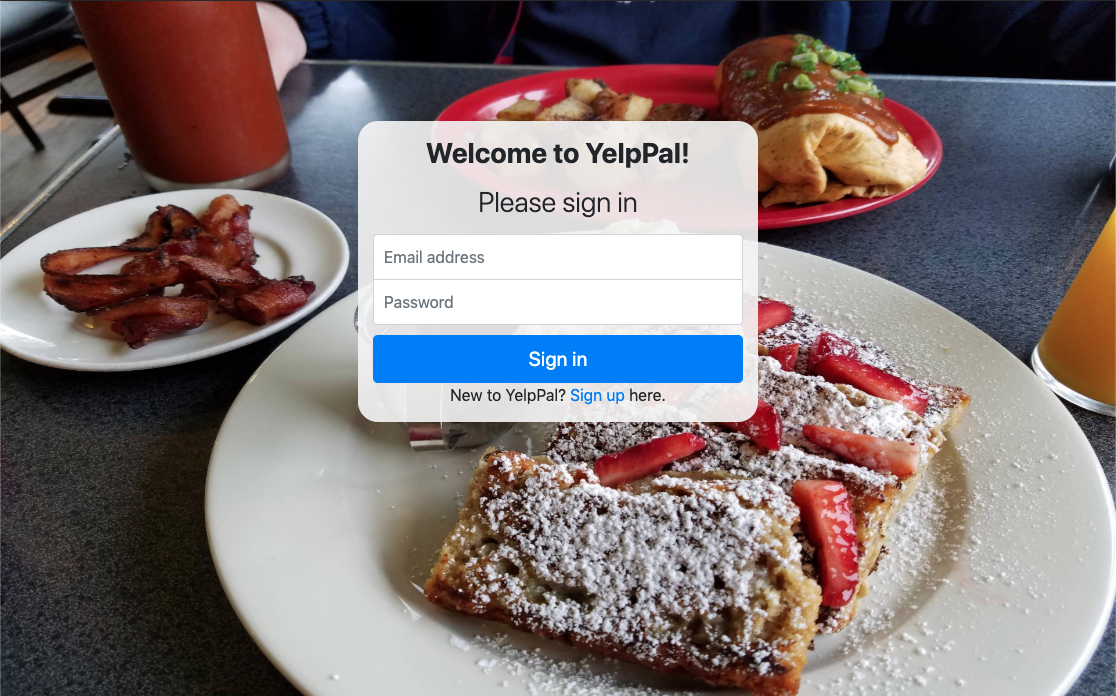 Welcome to YelpPal!
Please sign in
Email address
Password
Sign in
New to YelpPal? Sign up here.